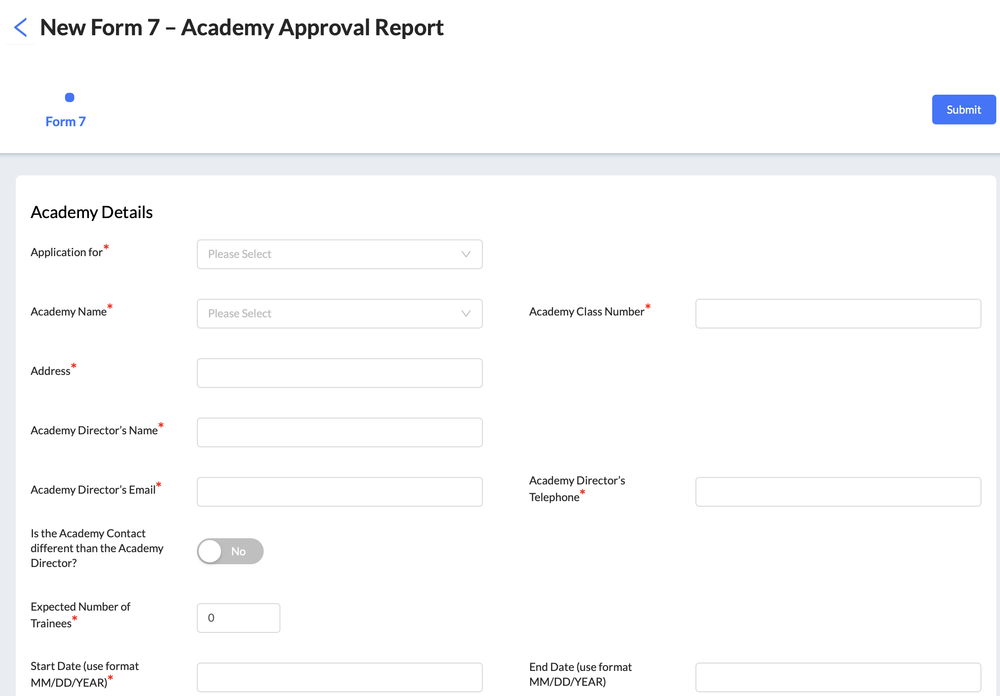 New Form 7 – Academy Approval Report
Form 7
Submit
Academy Details
Application for*
Please Select
Academy Name*
Please Select
Academy Class Number*
Address*
Academy Director’s Name*
Academy Director’s Email*
Academy Director’s
Telephone*
Is the Academy Contact
different than the Academy
Director?
No
Expected Number of
Trainees*
0
Start Date (use format
MM/DD/YEAR)*
End Date (use format
MM/DD/YEAR)